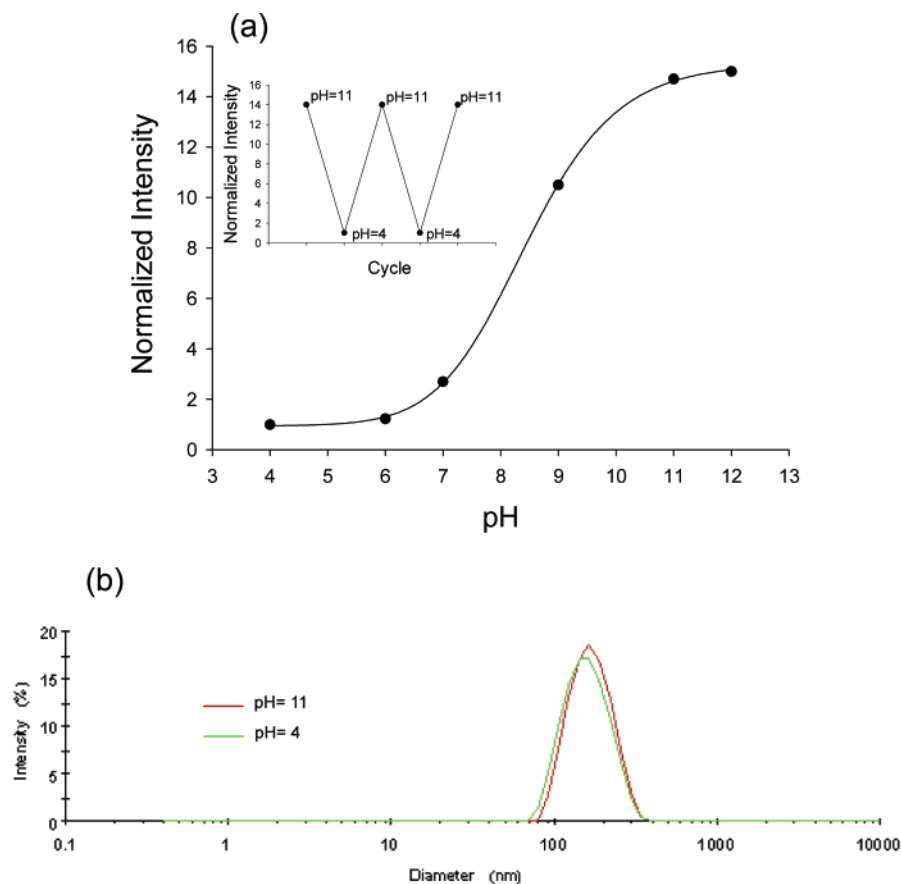 (a)
Normalized Intensity
16
14
12
10
8
6
4
2
0
3 4 5 6 7 8 9 10 11 12 13
pH
Normalized Intensity
16
14
12
10
8
6
4
2
0
pH=11
pH=11
pH=11
pH=4
pH=4
Cycle
(b)
Intensity (%)
20
15
10
5
0
0.1 1 10 100 1000 10000
Diameter (nm)
pH= 11
pH= 4